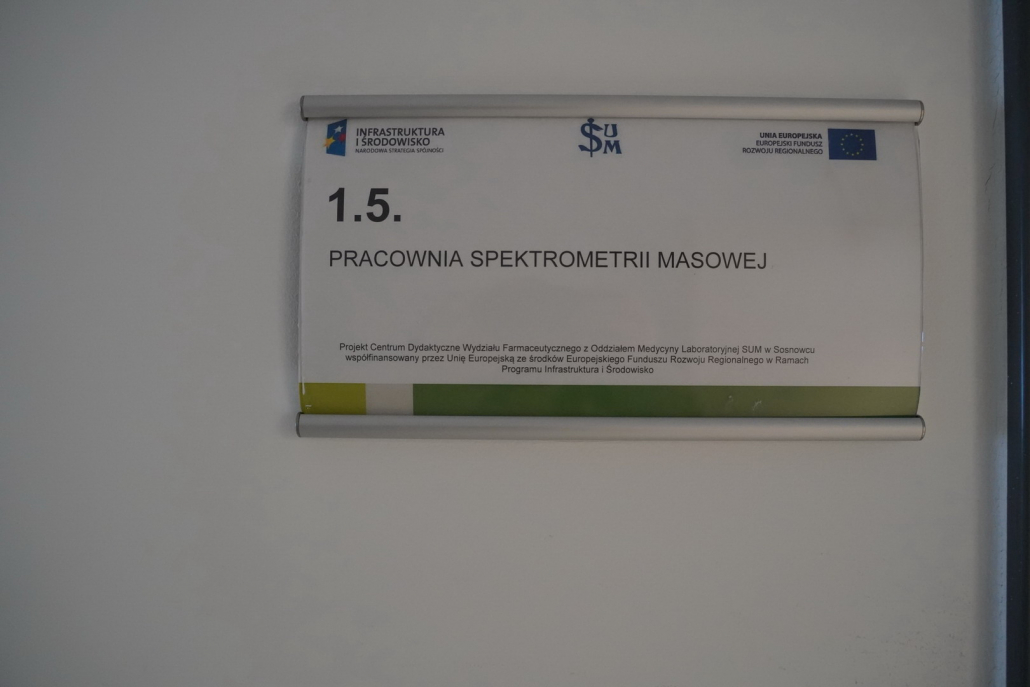 INFRASTRUKTURA
I ŚRODOWISKO
NARODOWA STRATEGIA SPÓJNOŚCI
SUM
UNIA EUROPEJSKA
EUROPEJSKI FUNDUSZ
ROZWOJU REGIONALNEGO
1.5.
PRACOWNIA SPEKTROMETRII MASOWEJ
Projekt Centrum Dydaktyczne Wydziału Farmaceutycznego z Oddziałem Medycyny Laboratoryjnej SUM w Sosnowcu
współfinansowany przez Unię Europejską ze środków Europejskiego Funduszu Rozwoju Regionalnego w Ramach
Programu Infrastruktura i Środowisko